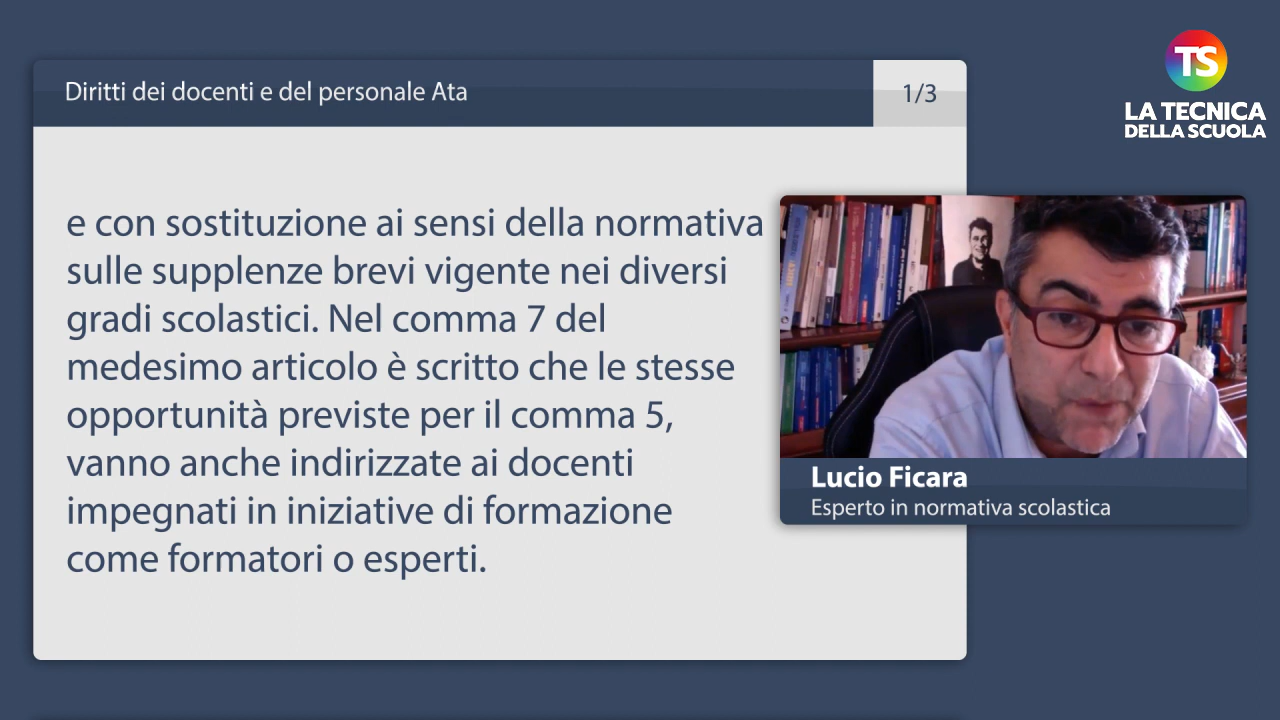 Diritti dei docenti e del personale Ata
1/3
TS
LA TECNICA
DELLA SCUOLA
e con sostituzione ai sensi della normativa
sulle supplenze brevi vigente nei diversi
gradi scolastici. Nel comma 7 del
medesimo articolo è scritto che le stesse
opportunità previste per il comma 5,
vanno anche indirizzate ai docenti
impegnati in iniziative di formazione
come formatori o esperti.
Lucio Ficara
Esperto in normativa scolastica